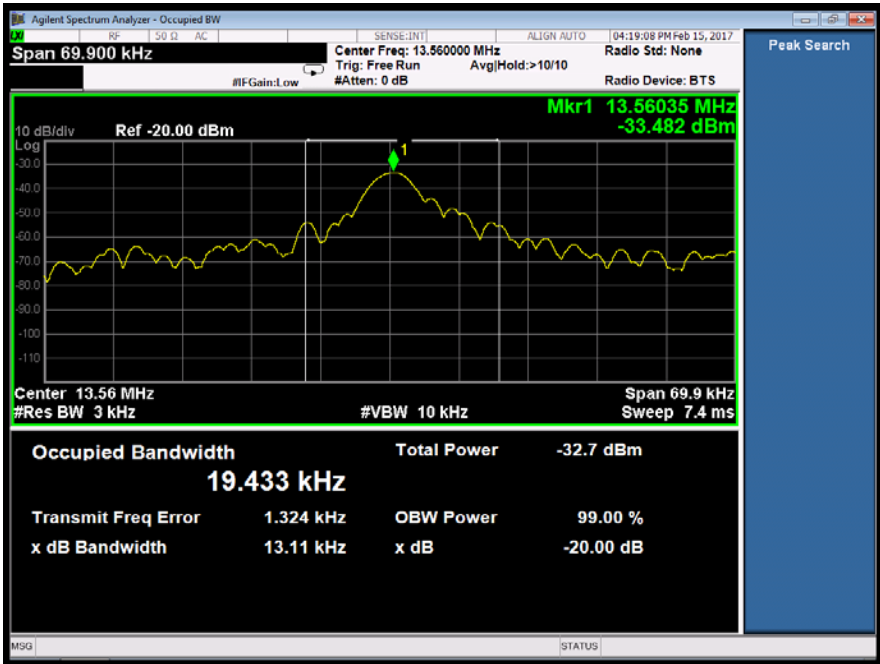 Agilent Spectrum Analyzer - Occupied BW
LXI RF 50 Ω AC SENSE:INT ALIGN AUTO 04:19:08 PM Feb 15, 2017
Span 69.900 kHz
Center Freq: 13.560000 MHz Radio Std: None
Trig: Free Run Avg|Hold:>10/10
#IFGain:Low #Atten: 0 dB Radio Device: BTS
Peak Search
Mkr1 13.56035 MHz
-33.482 dBm
10 dB/div Ref -20.00 dBm
Log
1
-30.0
-40.0
-50.0
-60.0
-70.0
-80.0
-90.0
-100
-110
Center 13.56 MHz Span 69.9 kHz
#Res BW 3 kHz #VBW 10 kHz Sweep 7.4 ms
Occupied Bandwidth Total Power -32.7 dBm
19.433 kHz
Transmit Freq Error 1.324 kHz OBW Power 99.00 %
x dB Bandwidth 13.11 kHz x dB -20.00 dB
MSG STATUS